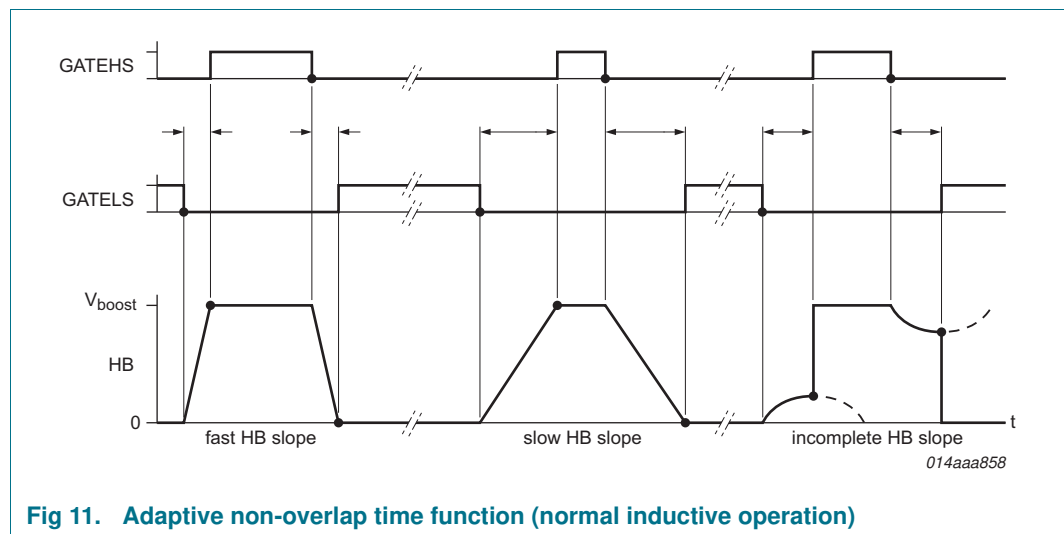 GATEHS
GATELS
Vboost
HB
0
t
fast HB slope
slow HB slope
incomplete HB slope
014aaa858
Fig 11. Adaptive non-overlap time function (normal inductive operation)